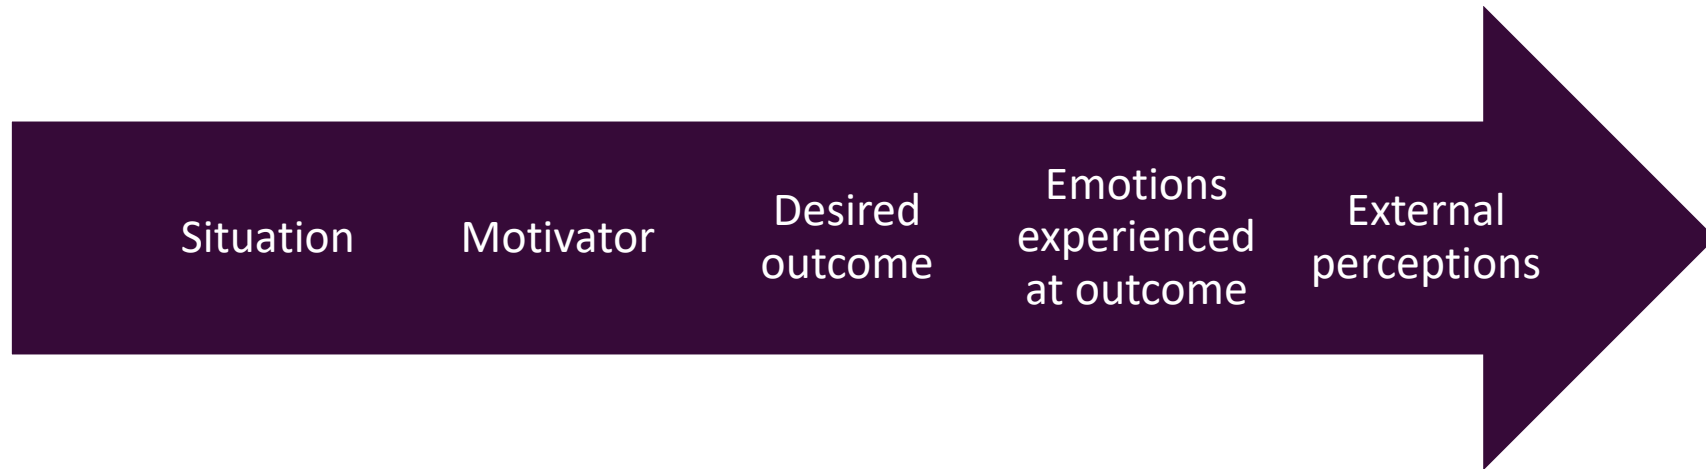 Situation
Motivator
Desired
outcome
Emotions
experienced
at outcome
External
perceptions